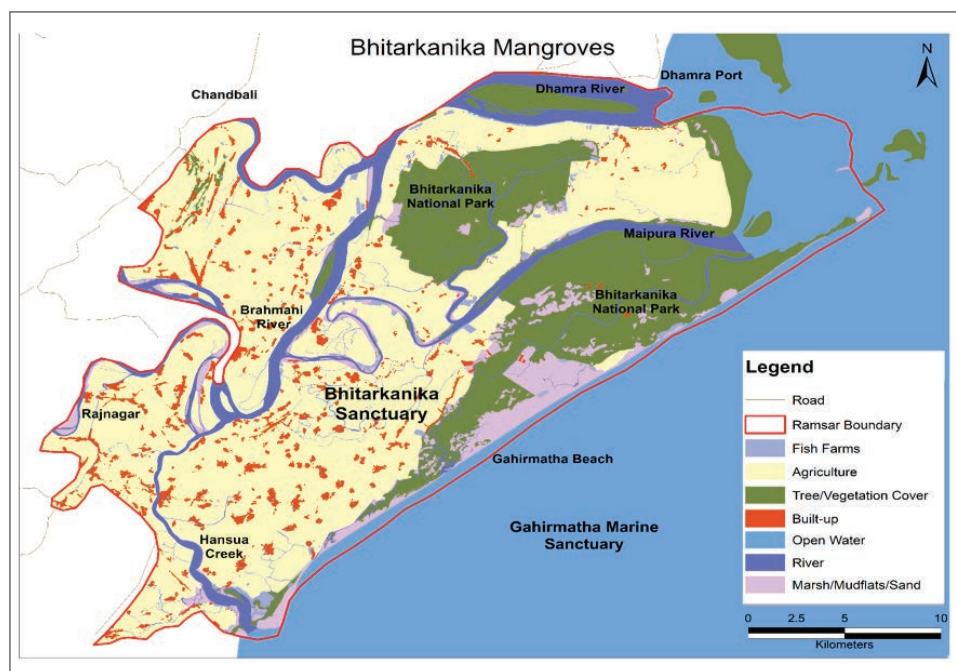 Bhitarkanika Mangroves
N
Dhamra Port
Dhamra River
Chandbali
Bhitarkanika
National Park
Maipura River
Bhitarkanika
National Park
Brahmahi
River
Bhitarkanika
Sanctuary
Rajnagar
Gahirmatha Beach
Gahirmatha Marine
Sanctuary
Hansua
Creek
Legend
Road
Ramsar Boundary
Fish Farms
Agriculture
Tree/Vegetation Cover
Built-up
Open Water
River
Marsh/Mudflats/Sand
0 2.5 5 10
Kilometers